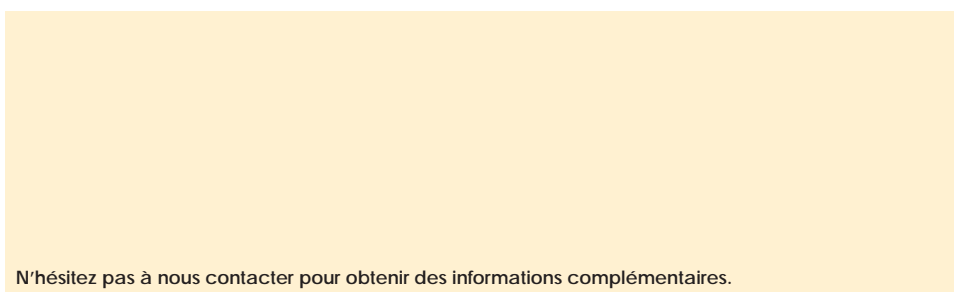 N’hésitez pas à nous contacter pour obtenir des informations complémentaires.